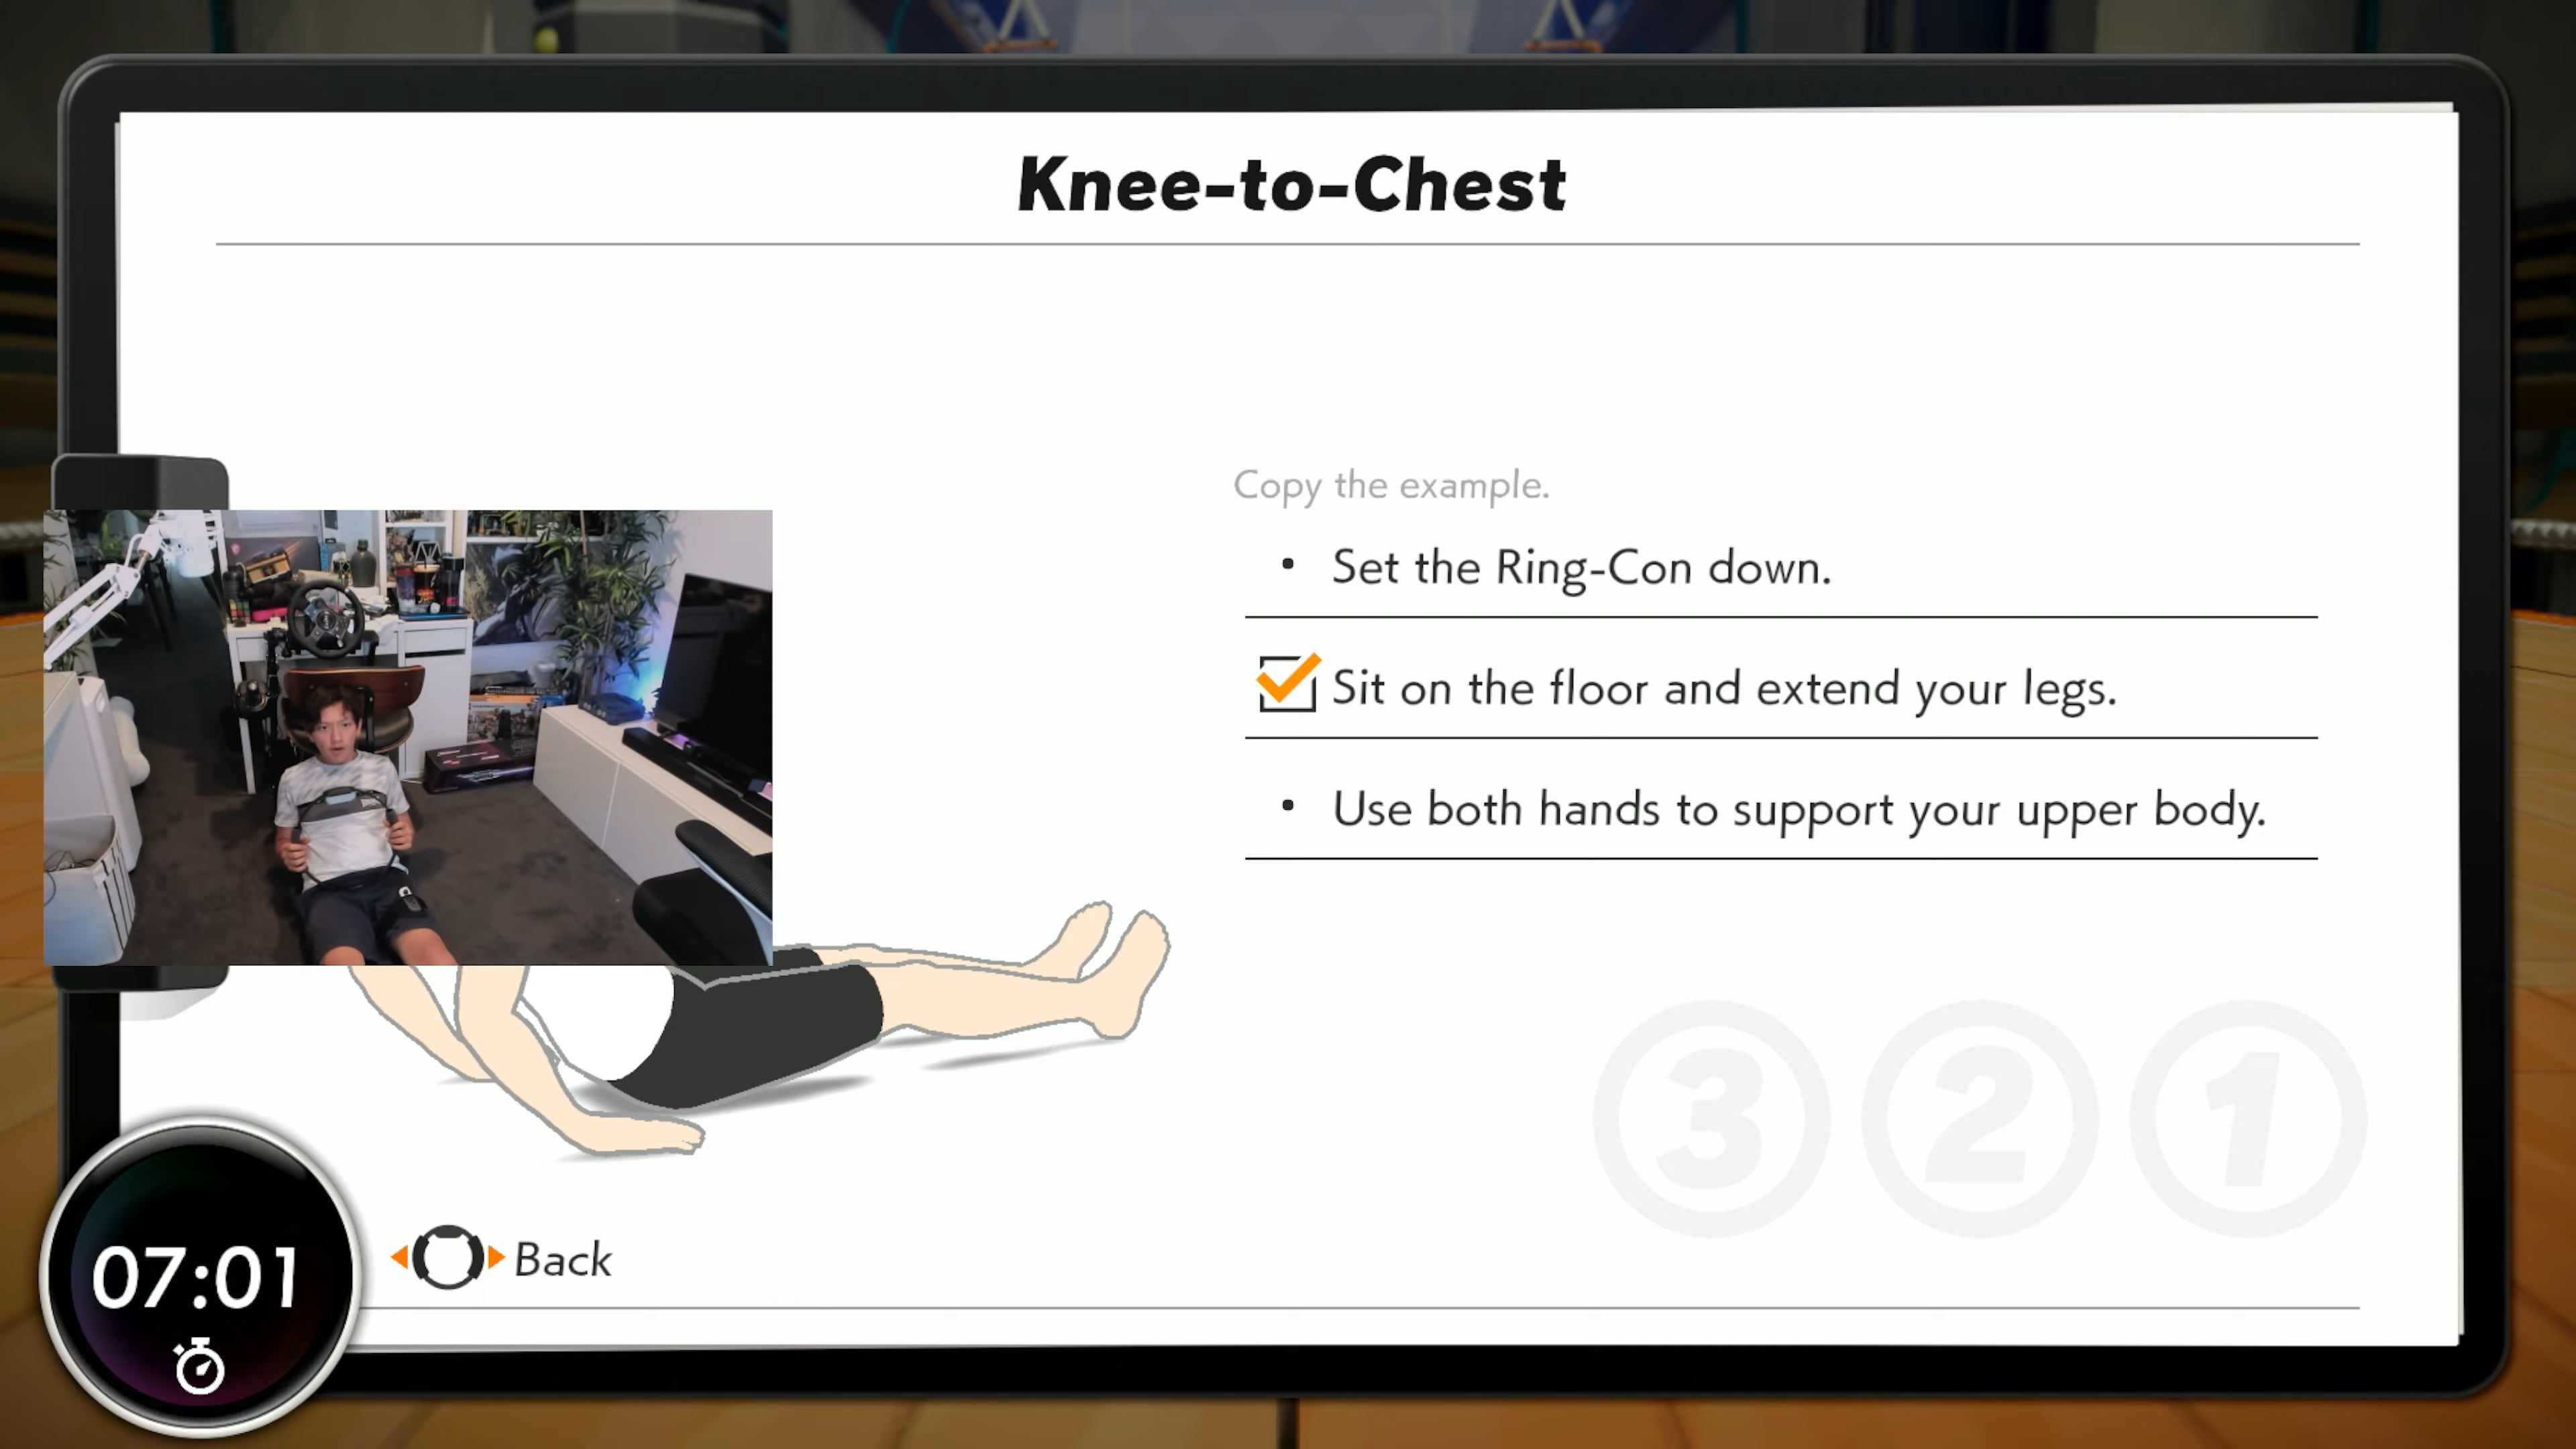 Knee-to-Chest
Copy the example.
• Set the Ring-Con down.
Sit on the floor and extend your legs.
• Use both hands to support your upper body.
3 2 1
07:01
Back